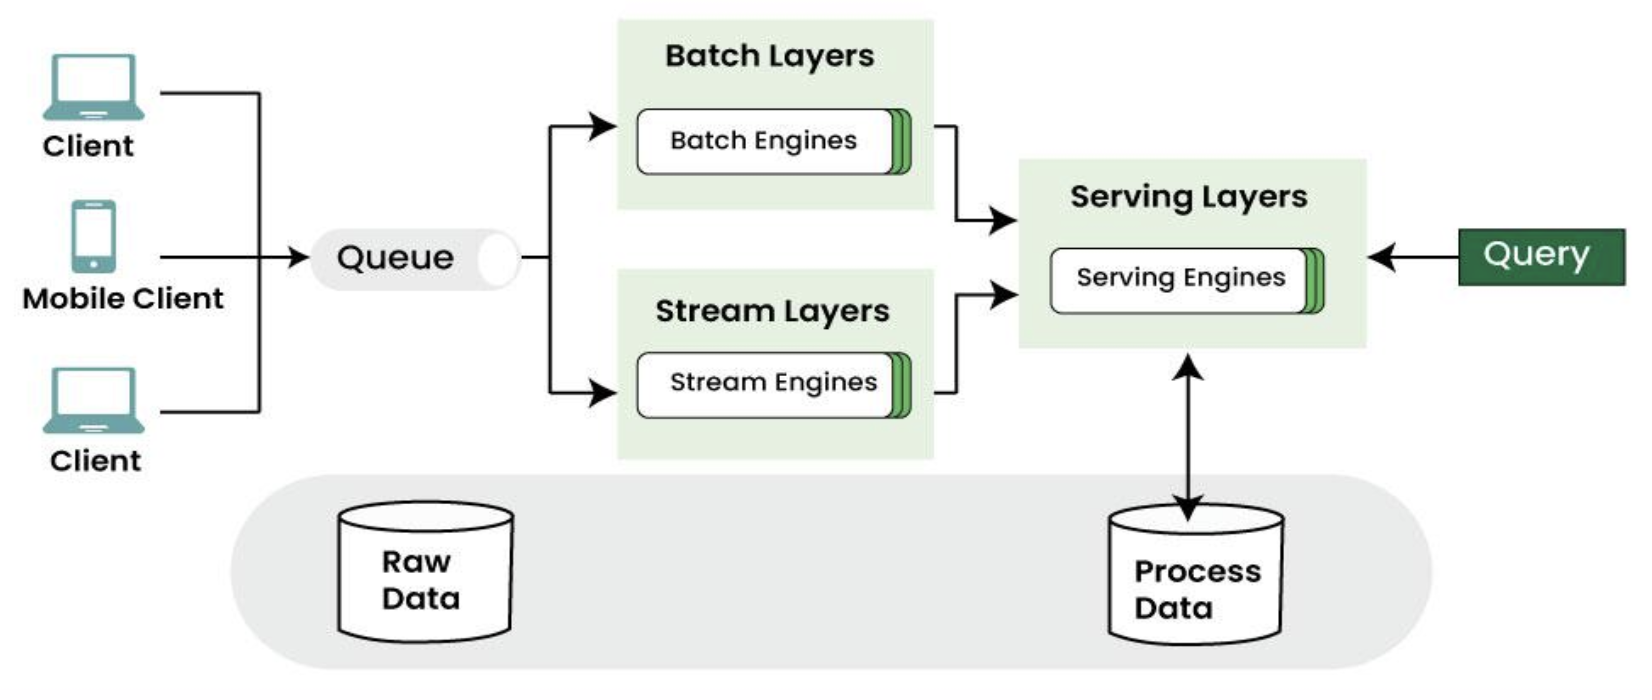 Client
Mobile Client
Client
Queue
Batch Layers
Batch Engines
Stream Layers
Stream Engines
Serving Layers
Serving Engines
Query
Raw
Data
Process
Data